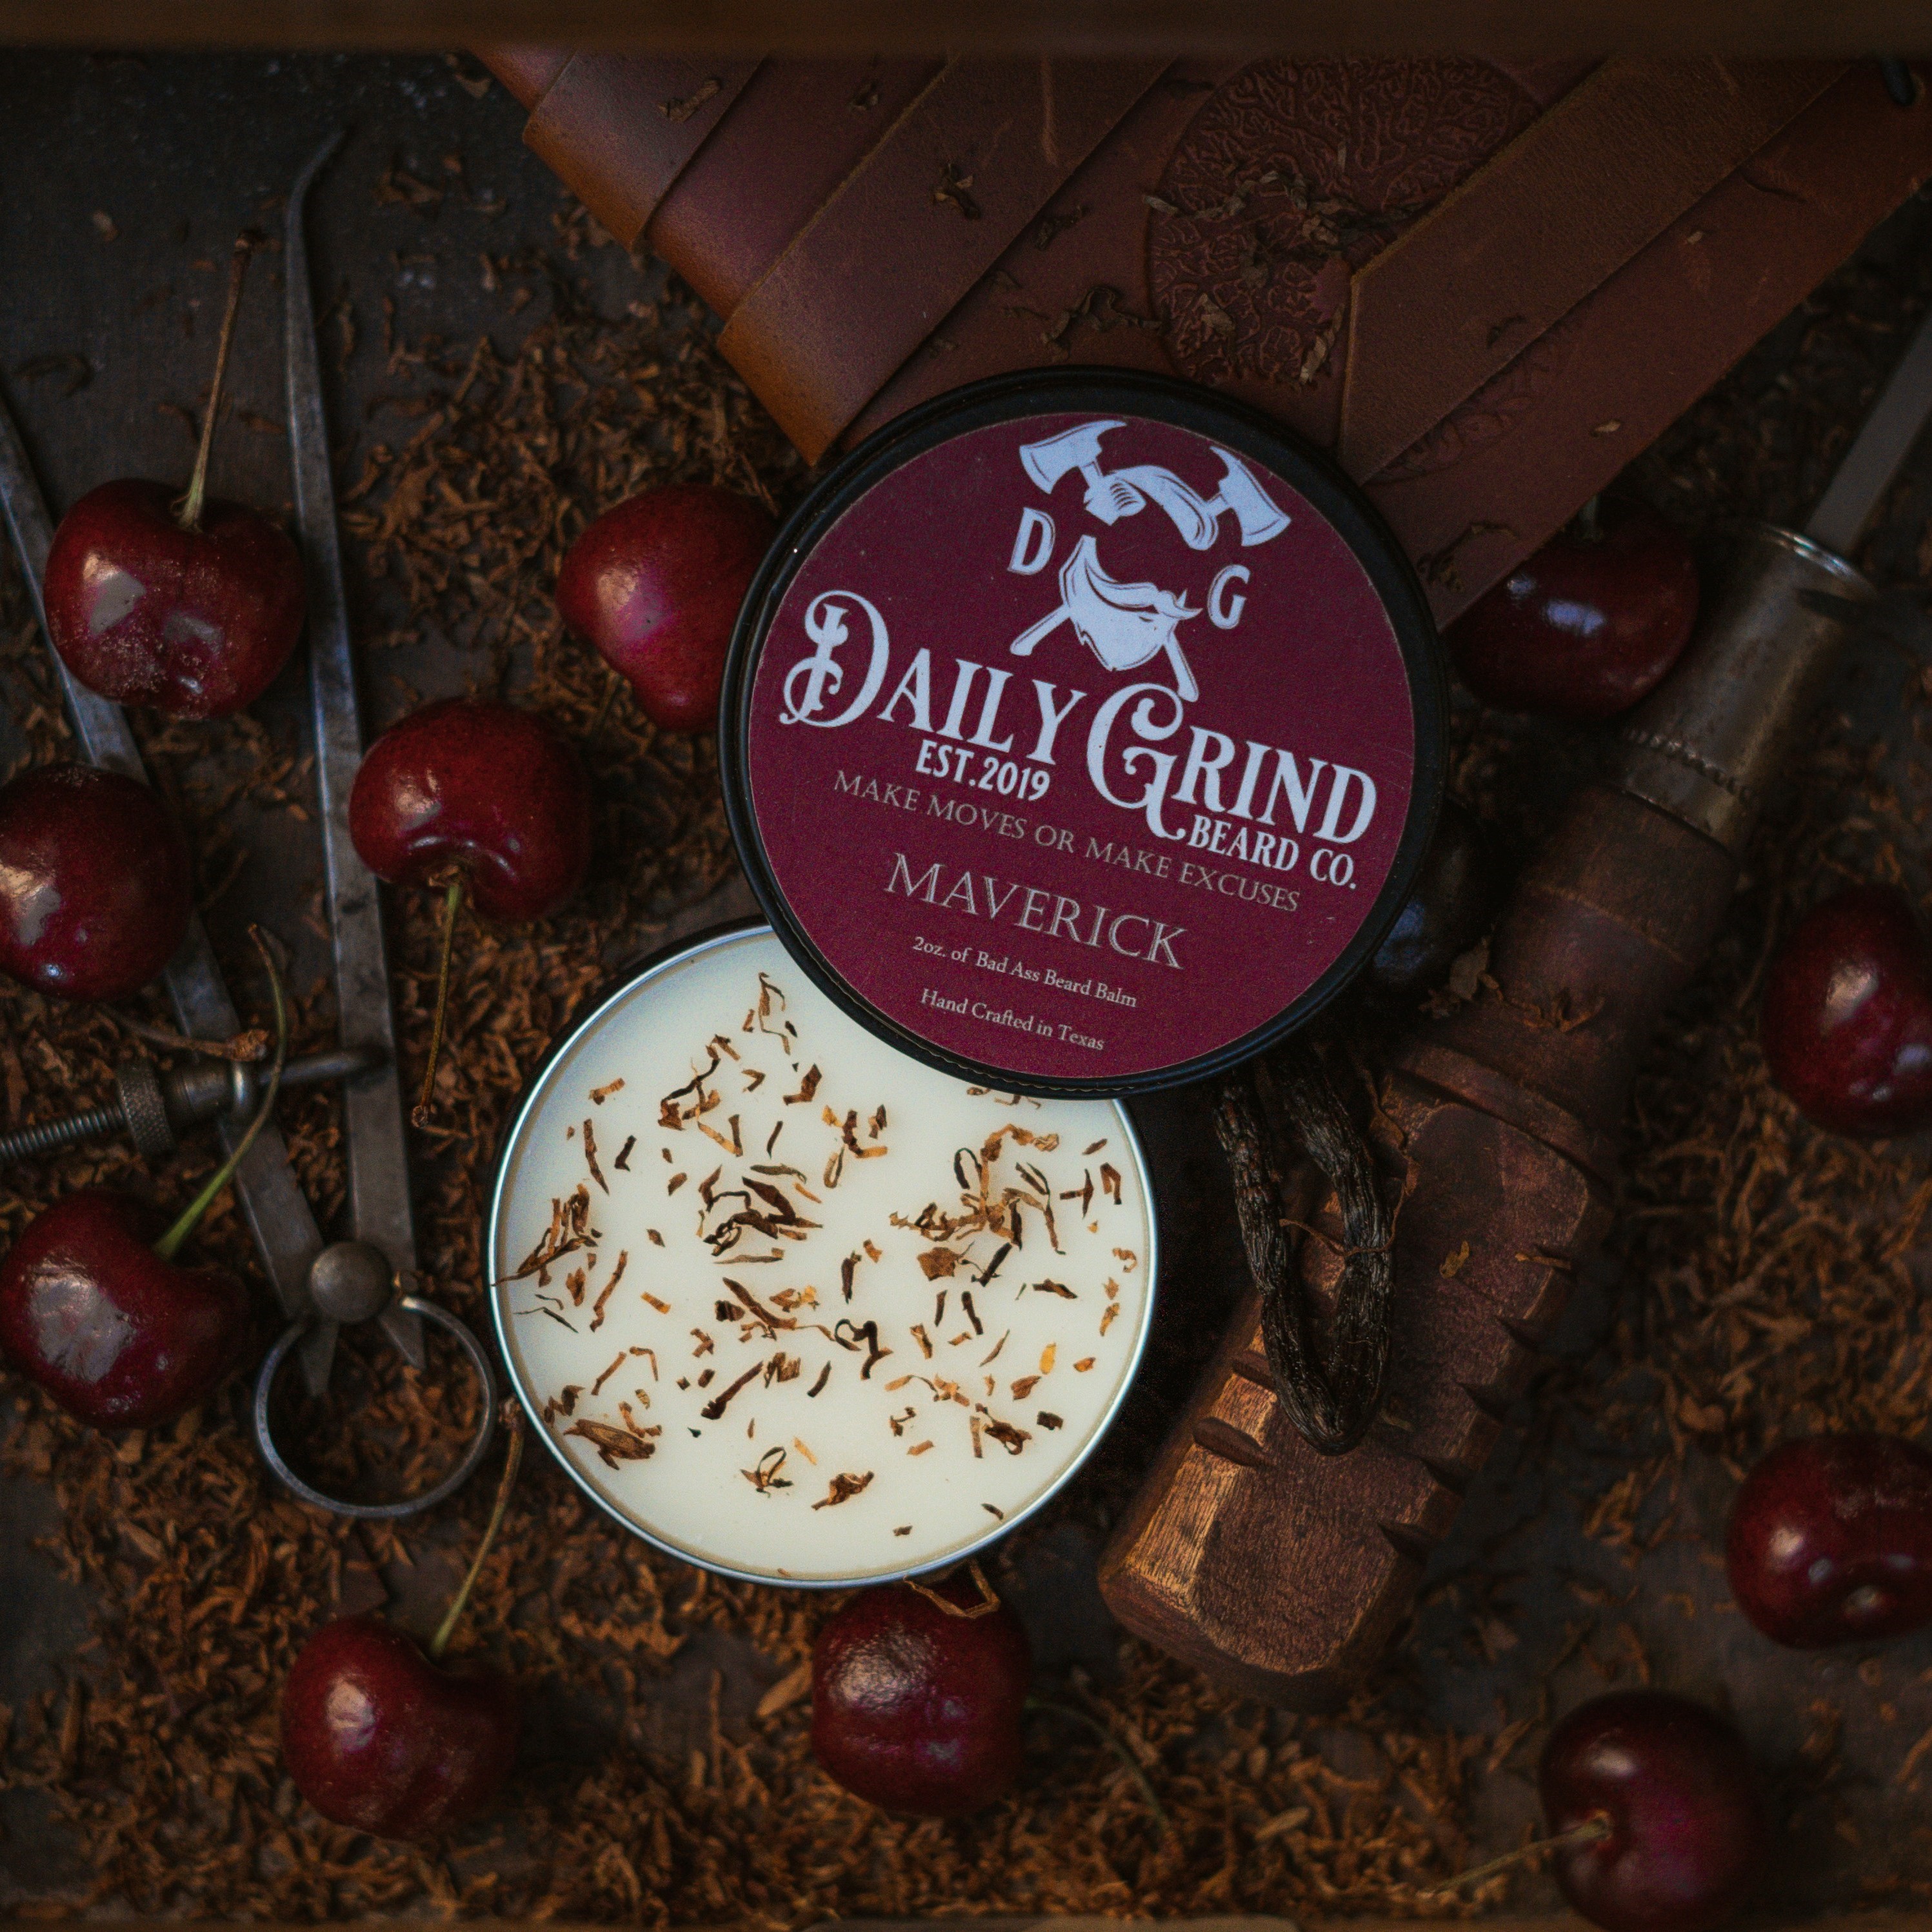 D G
DAILY GRIND
EST.2019
BEARD CO.
MAKE MOVES OR MAKE EXCUSES
MAVERICK
2oz. of Bad Ass Beard Balm
Hand Crafted in Texas